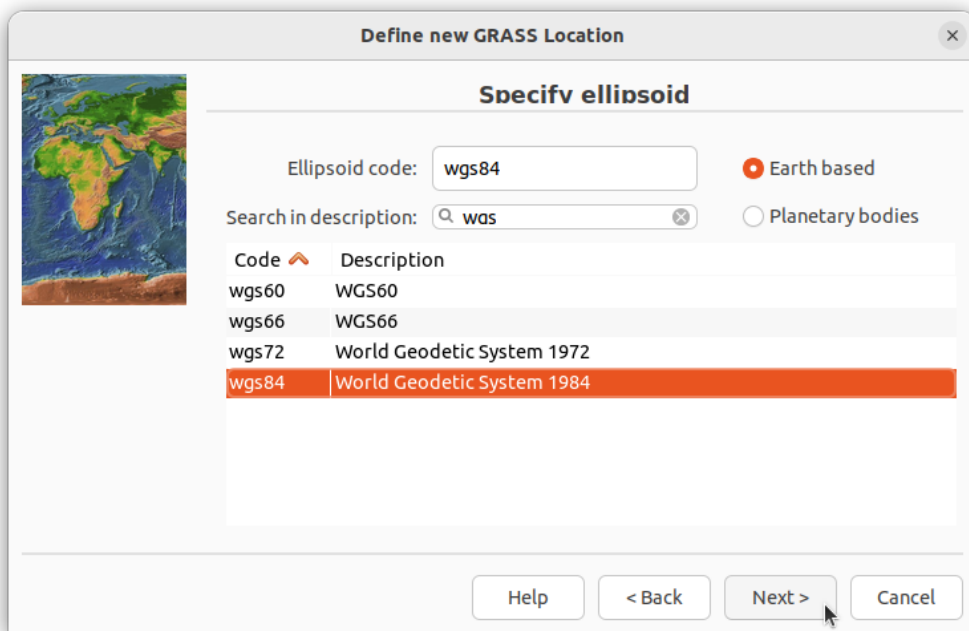 Define new GRASS Location
Specify ellipsoid
Ellipsoid code: wgs84
Earth based
Search in description: wgs
Planetary bodies
Code Description
wgs60 WGS60
wgs66 WGS66
wgs72 World Geodetic System 1972
wgs84 World Geodetic System 1984
Help < Back Next > Cancel